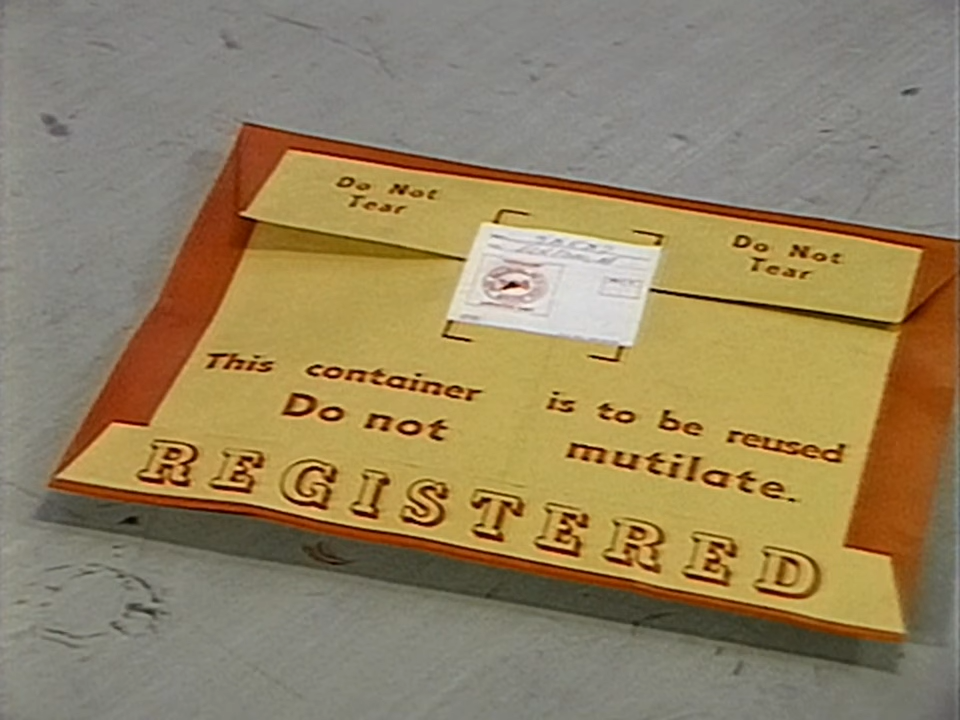 Do Not
Tear
Do Not
Tear
This container is to be reused
Do not mutilate.
REGISTERED